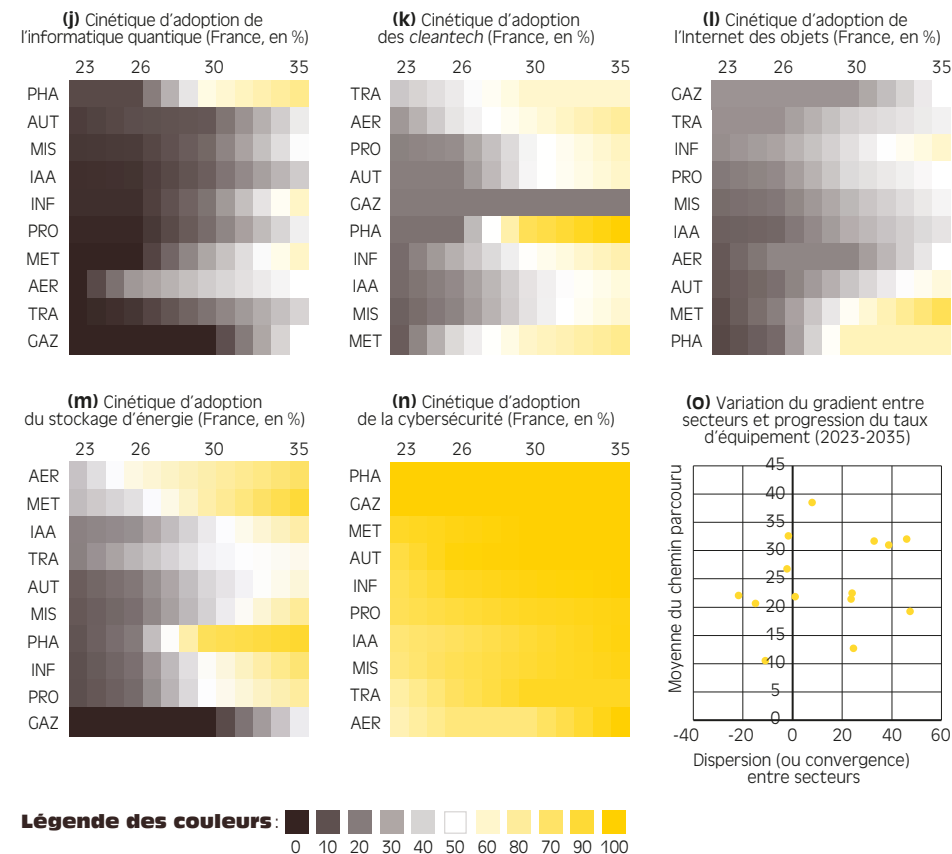 (j) Cinétique d'adoption de
l'informatique quantique (France, en %)
23 26 30 35
PHA
AUT
MIS
IAA
INF
PRO
MET
AER
TRA
GAZ
(k) Cinétique d'adoption
des cleantech (France, en %)
23 26 30 35
TRA
AER
PRO
AUT
GAZ
PHA
INF
IAA
MIS
MET
(l) Cinétique d'adoption de
l'Internet des objets (France, en %)
23 26 30 35
GAZ
TRA
INF
PRO
MIS
IAA
AER
AUT
MET
PHA
(m) Cinétique d'adoption
du stockage d'énergie (France, en %)
23 26 30 35
AER
MET
IAA
TRA
AUT
MIS
PHA
INF
PRO
GAZ
(n) Cinétique d'adoption
de la cybersécurité (France, en %)
23 26 30 35
PHA
GAZ
MET
AUT
INF
PRO
IAA
MIS
TRA
AER
(o) Variation du gradient entre
secteurs et progression du taux
d'équipement (2023-2035)
Moyenne du chemin parcouru
45
40
35
30
25
20
15
10
5
0
-40 -20 0 20 40 60
Dispersion (ou convergence)
entre secteurs
Légende des couleurs :
0 10 20 30 40 50 60 80 70 90 100